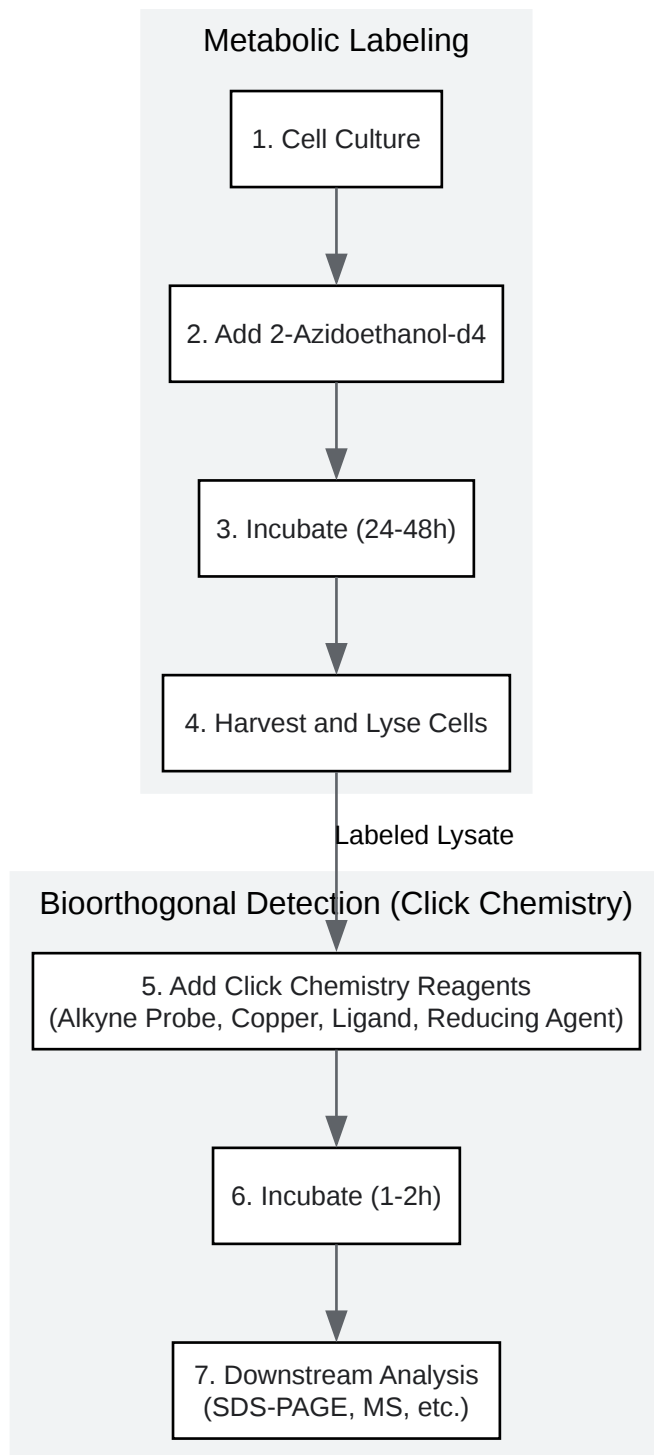 Metabolic Labeling
1. Cell Culture
2. Add 2-Azidoethanol-d4
3. Incubate (24-48h)
4. Harvest and Lyse Cells
Labeled Lysate
Bioorthogonal Detection (Click Chemistry)
5. Add Click Chemistry Reagents
(Alkyne Probe, Copper, Ligand, Reducing Agent)
6. Incubate (1-2h)
7. Downstream Analysis
(SDS-PAGE, MS, etc.)